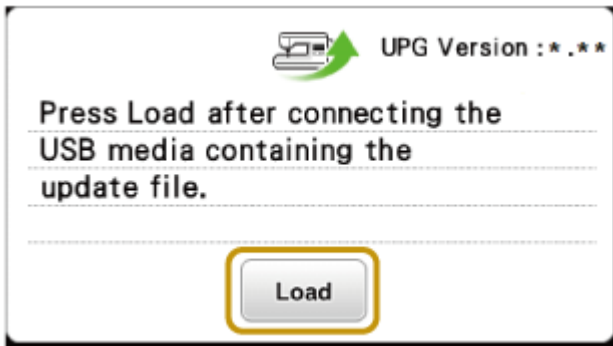 UPG Version :*.**
Press Load after connecting the
USB media containing the
update file.
Load